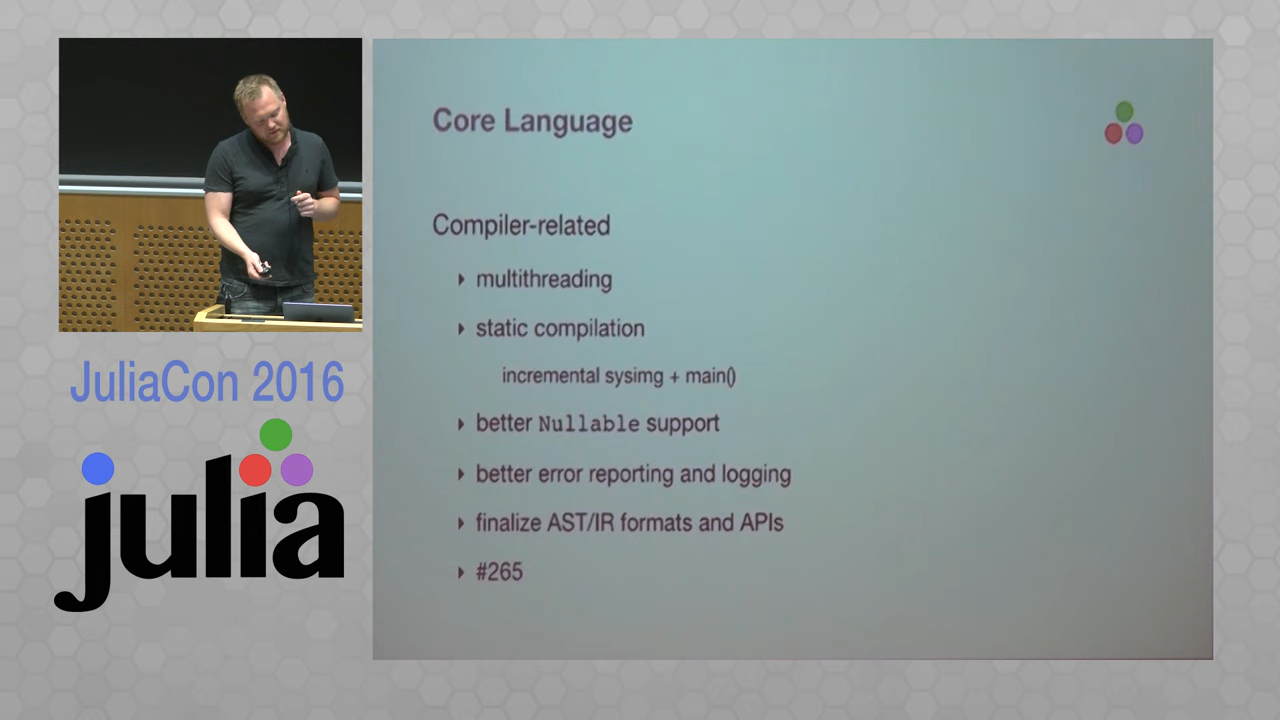 Core Language
Compiler-related
multithreading
static compilation
incremental sysimg + main()
better Nullable support
better error reporting and logging
finalize AST/IR formats and APIs
#265
JuliaCon 2016
julia